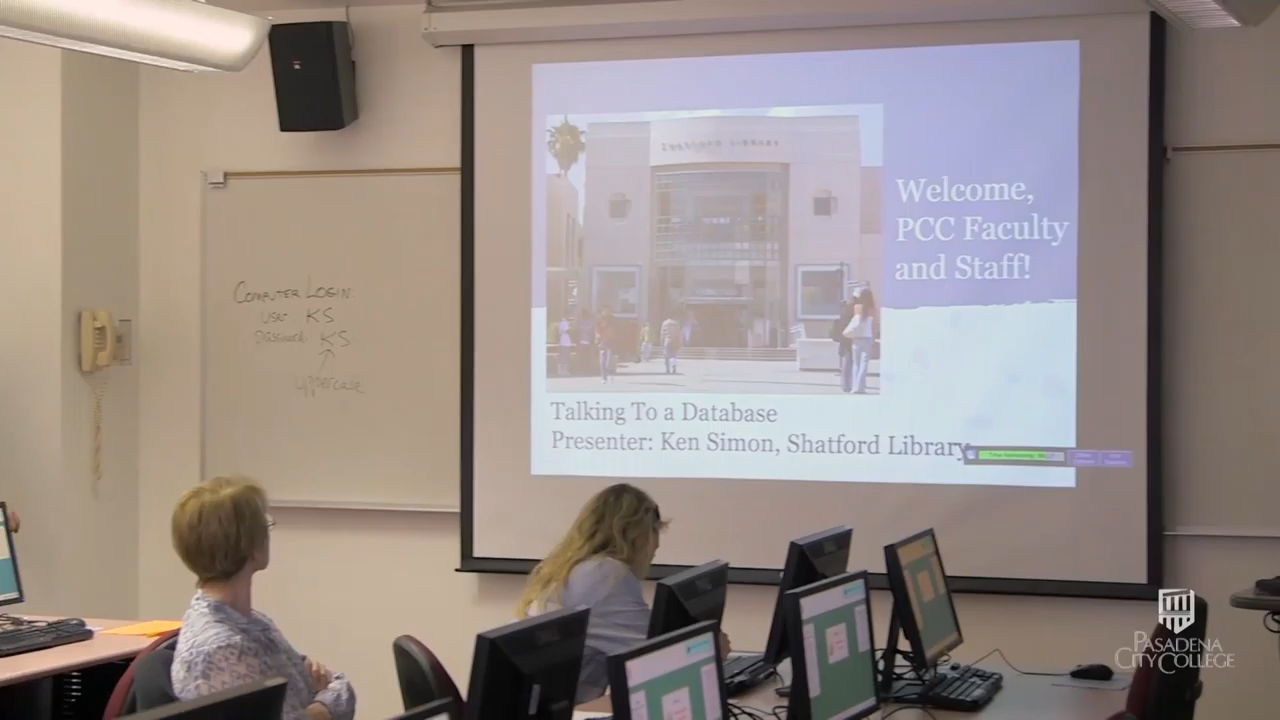 COMPUTER LOGIN:
User KS
Password KS
Uppercase
SHATFORD LIBRARY
Welcome,
PCC Faculty
and Staff!
Talking To a Database
Presenter: Ken Simon, Shatford Library
PASADENA
CITY COLLEGE